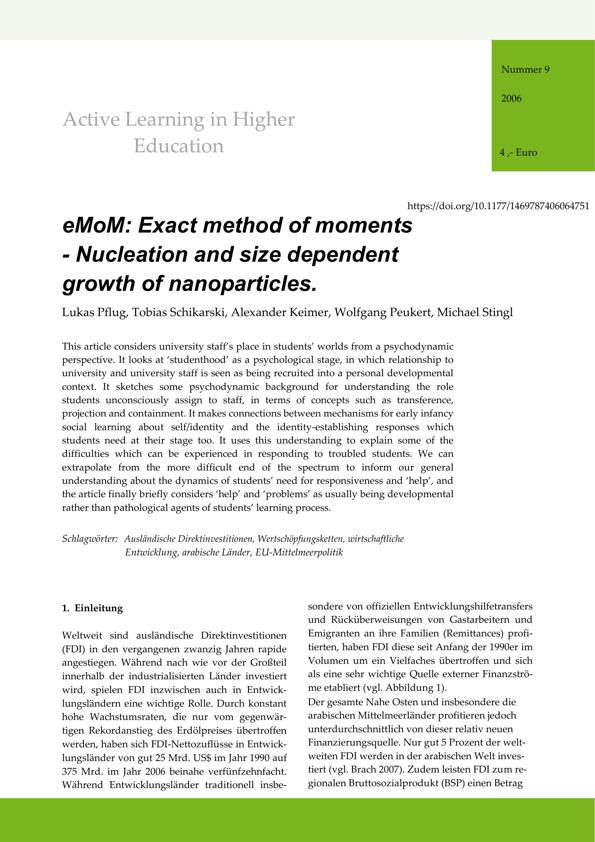 Nummer 9
2006
4 ,- Euro
Active Learning in Higher
Education
https://doi.org/10.1177/1469787406064751
eMoM: Exact method of moments
- Nucleation and size dependent
growth of nanoparticles.
Lukas Pflug, Tobias Schikarski, Alexander Keimer, Wolfgang Peukert, Michael Stingl
This article considers university staff's place in students' worlds from a psychodynamic
perspective. It looks at 'studenthood' as a psychological stage, in which relationship to
university and university staff is seen as being recruited into a personal developmental
context. It sketches some psychodynamic background for understanding the role
students unconsciously assign to staff, in terms of concepts such as transference,
projection and containment. It makes connections between mechanisms for early infancy
social learning about self/identity and the identity-establishing responses which
students need at their stage too. It uses this understanding to explain some of the
difficulties which can be experienced in responding to troubled students. We can
extrapolate from the more difficult end of the spectrum to inform our general
understanding about the dynamics of students' need for responsiveness and 'help', and
the article finally briefly considers 'help' and 'problems' as usually being developmental
rather than pathological agents of students' learning process.
Schlagwörter: Ausländische Direktinvestitionen, Wertschöpfungsketten, wirtschaftliche
Entwicklung, arabische Länder, EU-Mittelmeerpolitik
1. Einleitung
Weltweit sind ausländische Direktinvestitionen
(FDI) in den vergangenen zwanzig Jahren rapide
angestiegen. Während nach wie vor der Großteil
innerhalb der industrialisierten Länder investiert
wird, spielen FDI inzwischen auch in Entwick-
lungsländern eine wichtige Rolle. Durch konstant
hohe Wachstumsraten, die nur vom gegenwär-
tigen Rekordanstieg des Erdölpreises übertroffen
werden, haben sich FDI-Nettozuflüsse in Entwick-
lungsländer von gut 25 Mrd. US$ im Jahr 1990 auf
375 Mrd. im Jahr 2006 beinahe verfünfzehnfacht.
Während Entwicklungsländer traditionell insbe-
sondere von offiziellen Entwicklungshilfetransfers
und Rücküberweisungen von Gastarbeitern und
Emigranten an ihre Familien (Remittances) profi-
tierten, haben FDI diese seit Anfang der 1990er im
Volumen um ein Vielfaches übertroffen und sich
als eine sehr wichtige Quelle externer Finanzströ-
me etabliert (vgl. Abbildung 1).
Der gesamte Nahe Osten und insbesondere die
arabischen Mittelmeerländer profitieren jedoch
unterdurchschnittlich von dieser relativ neuen
Finanzierungsquelle. Nur gut 5 Prozent der welt-
weiten FDI werden in der arabischen Welt inves-
tiert (vgl. Brach 2007). Zudem leisten FDI zum re-
gionalen Bruttosozialprodukt (BSP) einen Betrag